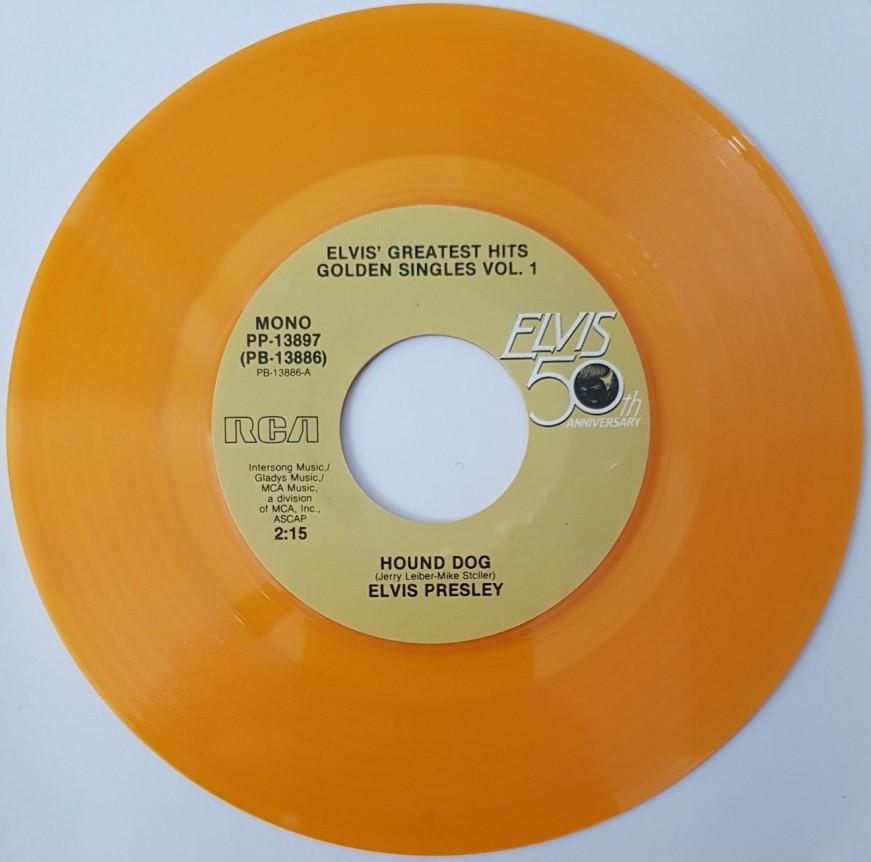 ELVIS' GREATEST HITS
GOLDEN SINGLES VOL. 1
MONO
PP-13897
(PB-13886)
PB-13886-A
ELVIS
50th
ANNIVERSARY
RCA
Intersong Music,/
Gladys Music,/
MCA Music,
a division
of MCA, Inc.,
ASCAP
2:15
HOUND DOG
(Jerry Leiber-Mike Stoller)
ELVIS PRESLEY